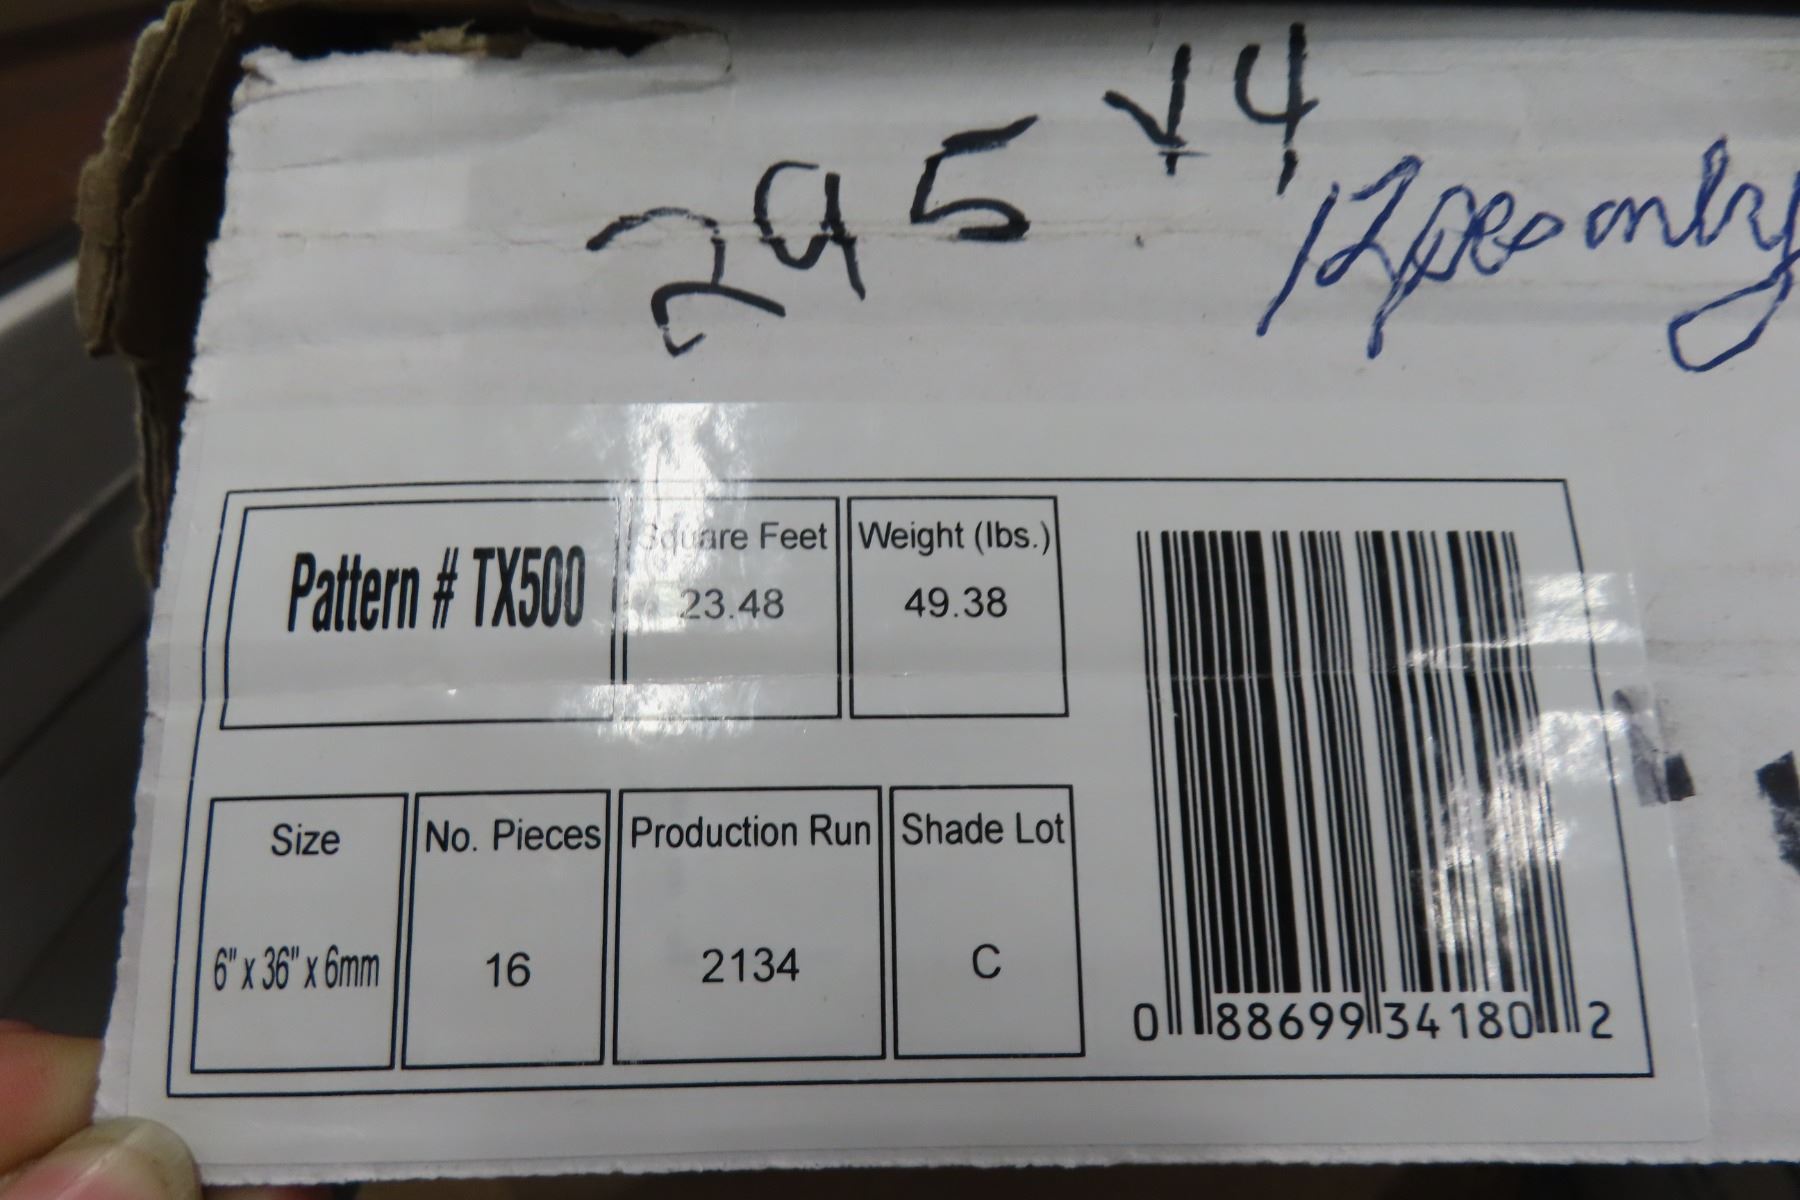 295
√4
12pcs only
Pattern # TX500
Square Feet
23.48
Weight (lbs.)
49.38
Size
6" x 36" x 6mm
No. Pieces
16
Production Run
2134
Shade Lot
C
0 88699 34180 2